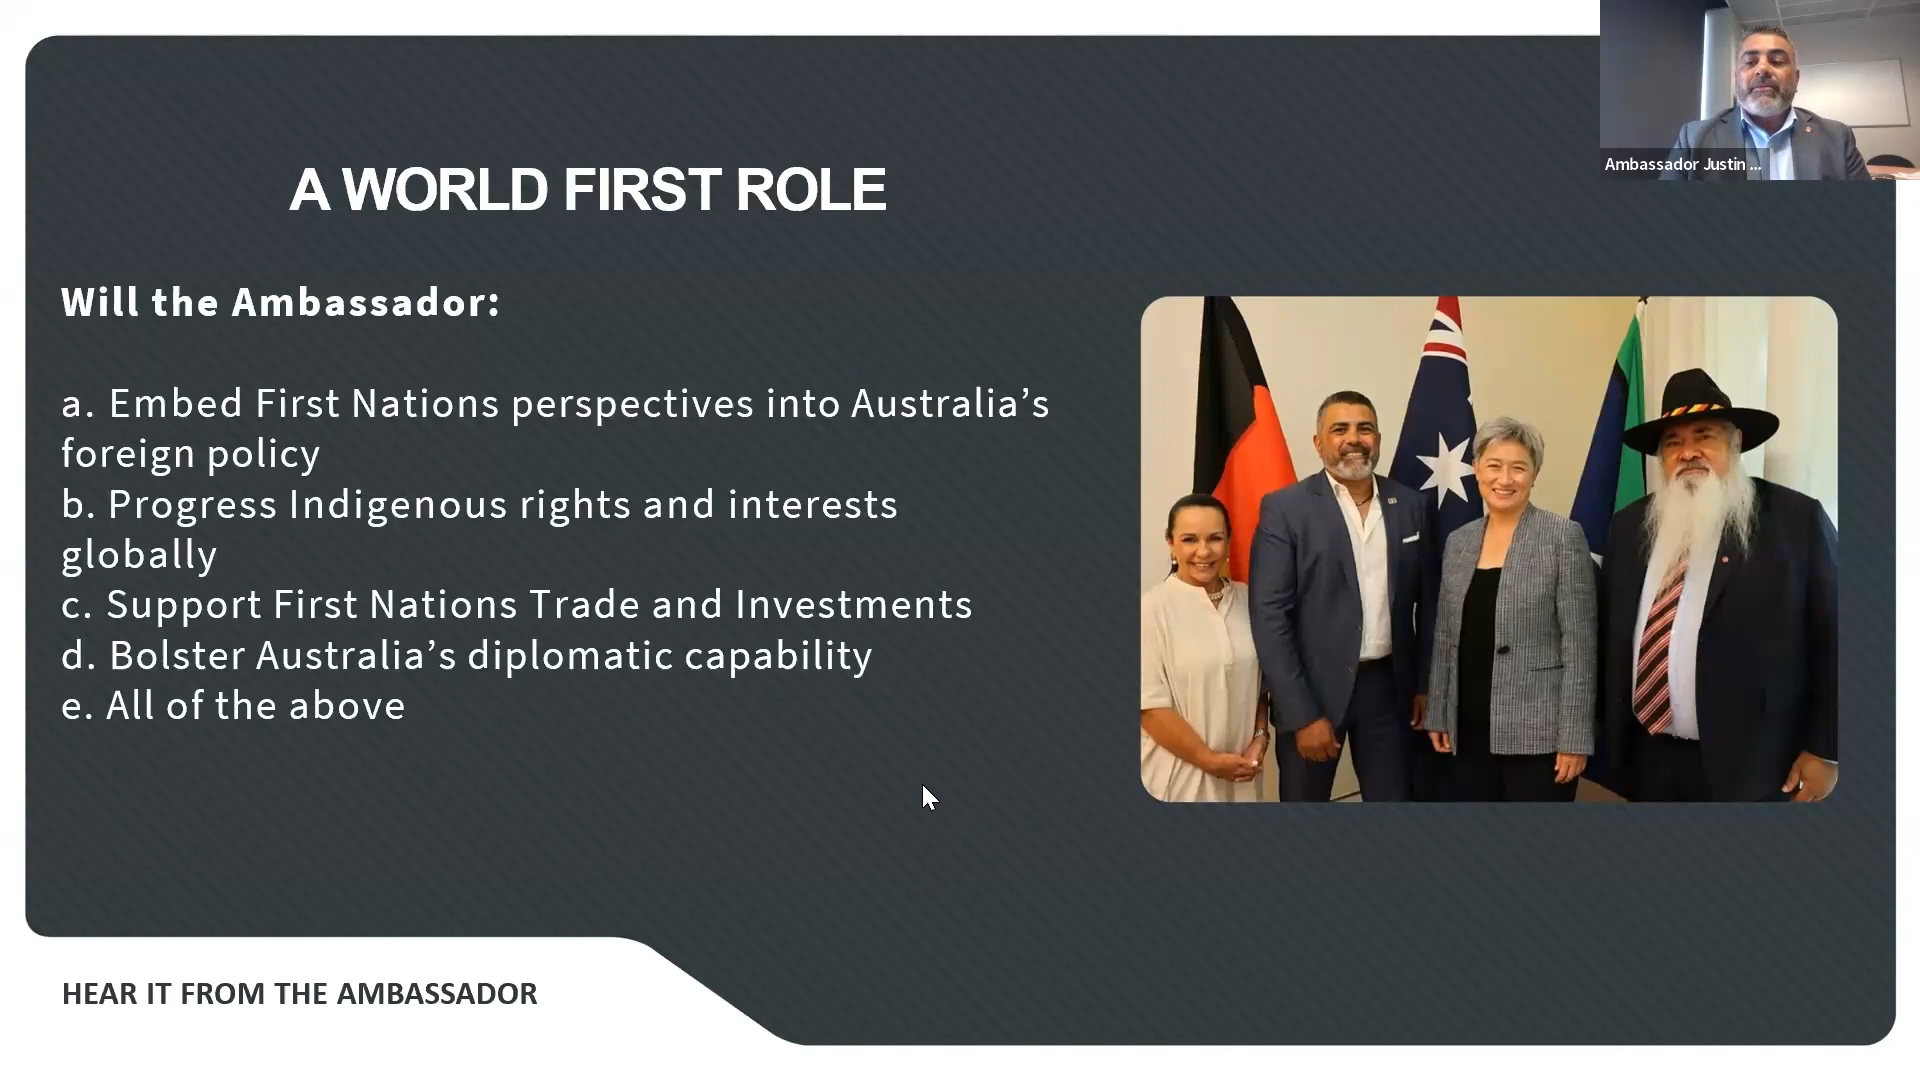 A WORLD FIRST ROLE
Ambassador Justin ...
Will the Ambassador:
a. Embed First Nations perspectives into Australia’s
foreign policy
b. Progress Indigenous rights and interests
globally
c. Support First Nations Trade and Investments
d. Bolster Australia’s diplomatic capability
e. All of the above
HEAR IT FROM THE AMBASSADOR